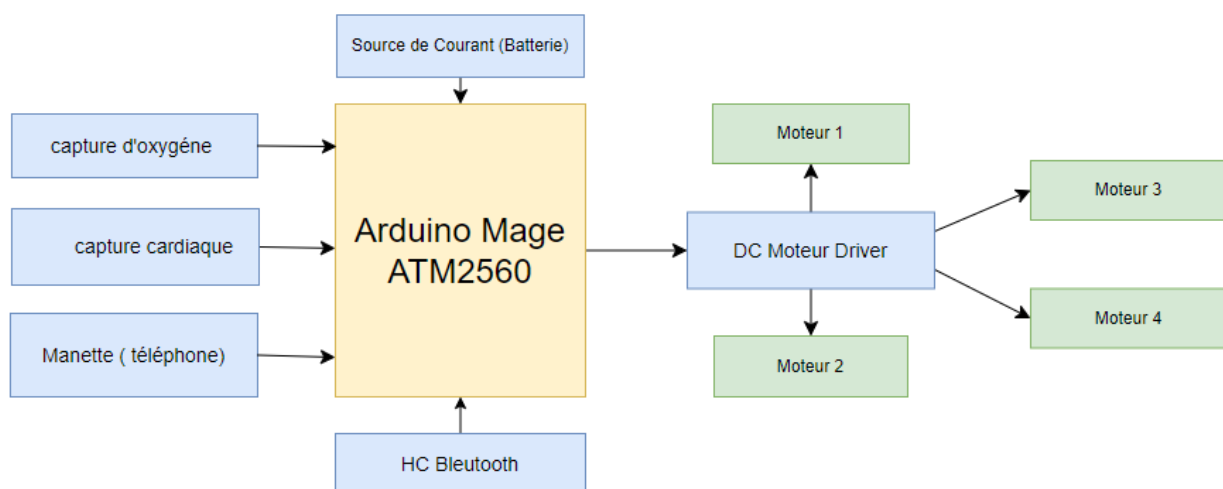 Source de Courant (Batterie)
capture d'oxygéne
Moteur 1
Moteur 3
Arduino Mage
ATM2560
capture cardiaque
DC Moteur Driver
Moteur 4
Manette ( téléphone)
Moteur 2
HC Bleutooth